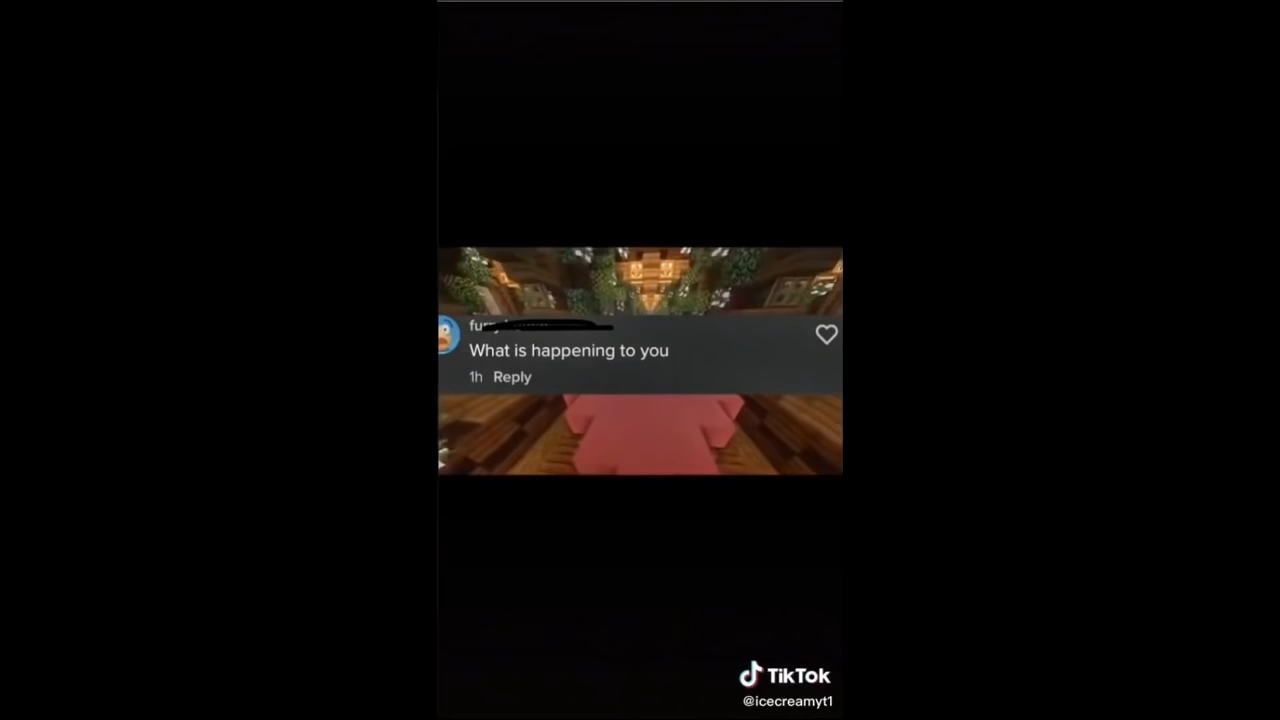 What is happening to you
1h Reply
TikTok
@icecreamyt1